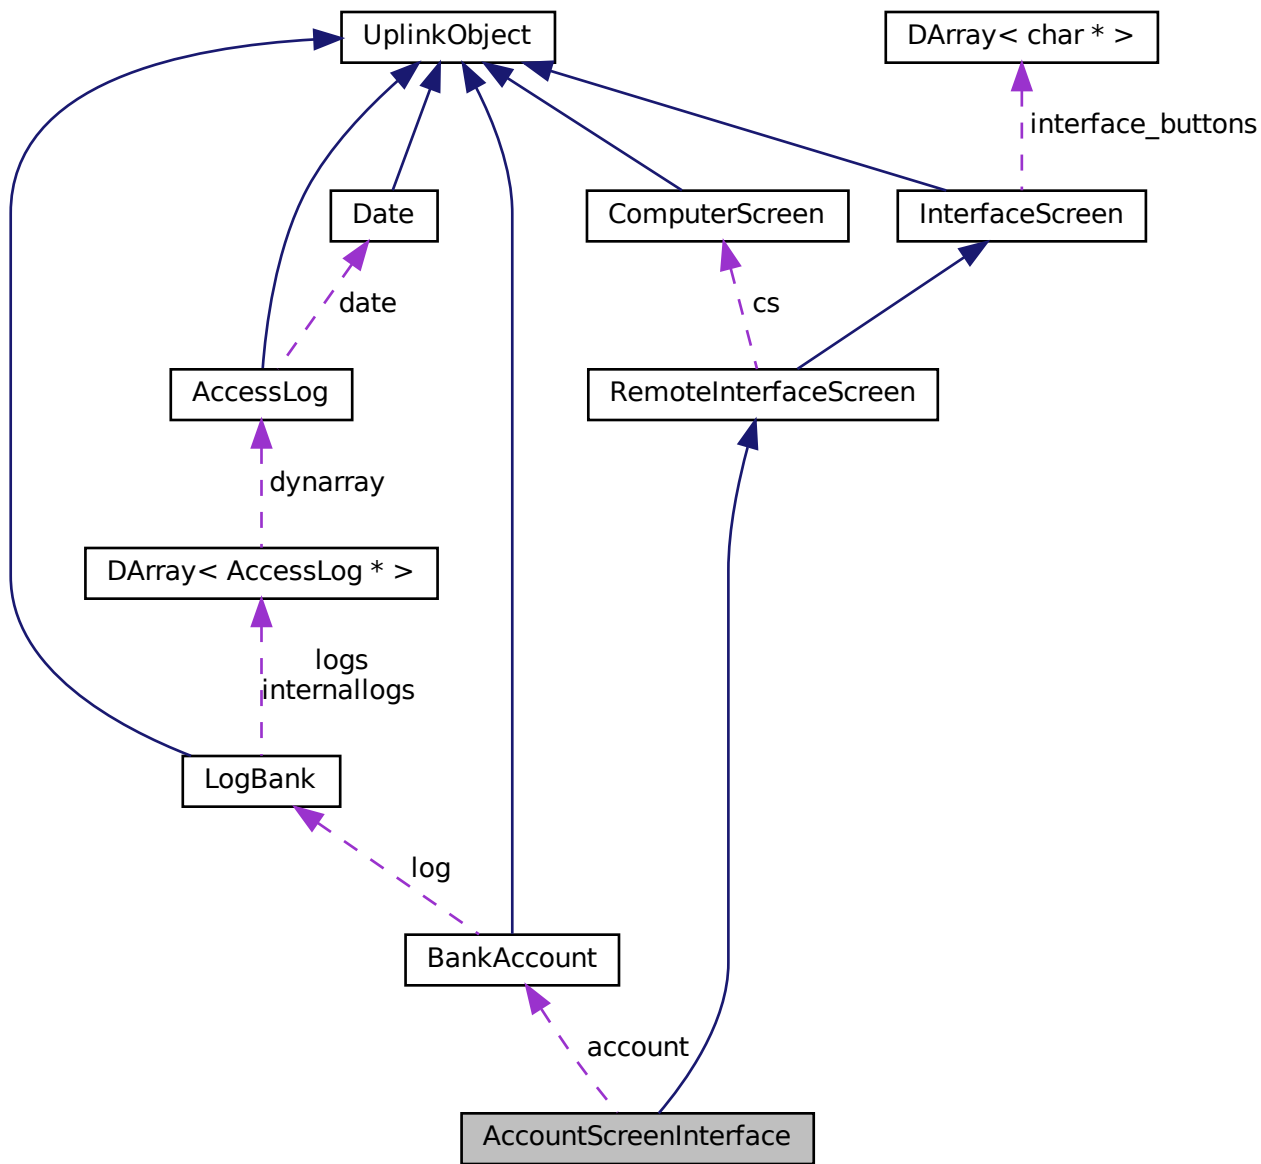 UplinkObject
DArray< char * >
interface_buttons
Date
ComputerScreen
InterfaceScreen
date
cs
AccessLog
RemoteInterfaceScreen
dynarray
DArray< AccessLog * >
logs
internallogs
LogBank
log
BankAccount
account
AccountScreenInterface